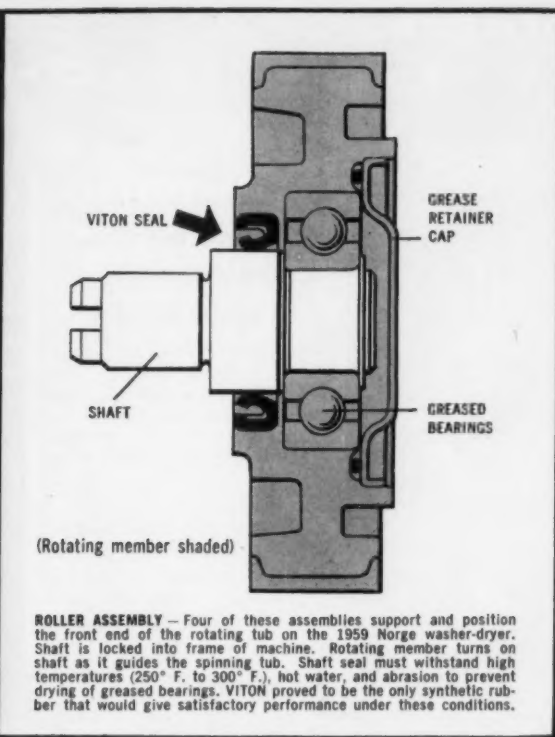 VITON SEAL
GREASE
RETAINER
CAP
SHAFT
GREASED
BEARINGS
(Rotating member shaded)
ROLLER ASSEMBLY — Four of these assemblies support and position
the front end of the rotating tub on the 1959 Norge washer-dryer.
Shaft is locked into frame of machine. Rotating member turns on
shaft as it guides the spinning tub. Shaft seal must withstand high
temperatures (250° F. to 300° F.), hot water, and abrasion to prevent
drying of greased bearings. VITON proved to be the only synthetic rub-
ber that would give satisfactory performance under these conditions.